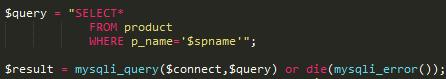 $query = "SELECT*
FROM product
WHERE p_name='$spname'";
$result = mysqli_query($connect,$query) or die(mysqli_error());